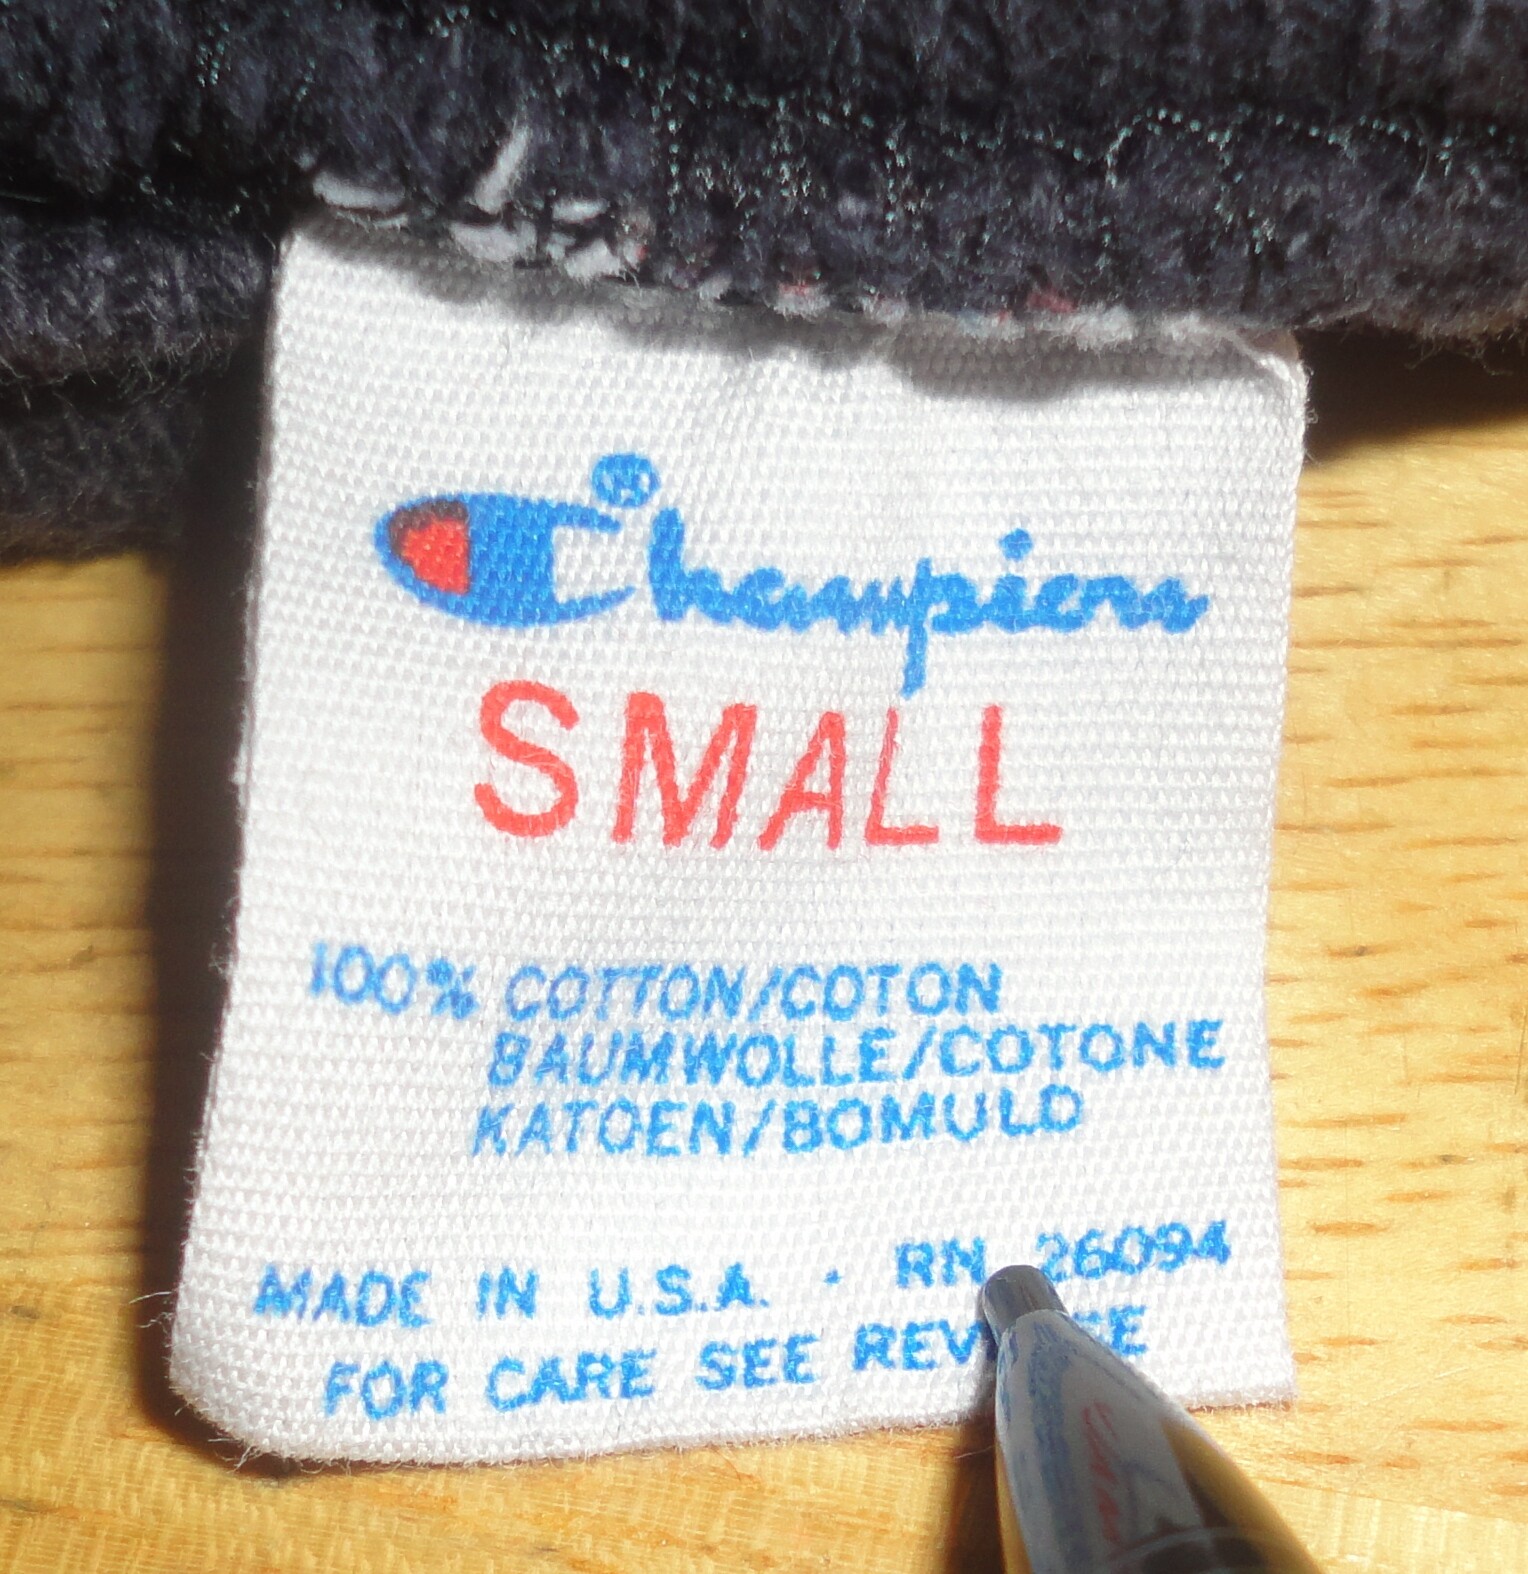 Champion®
SMALL
100% COTTON/COTON
BAUMWOLLE/COTONE
KATOEN/BOMULD
MADE IN U.S.A. · RN 26094
FOR CARE SEE